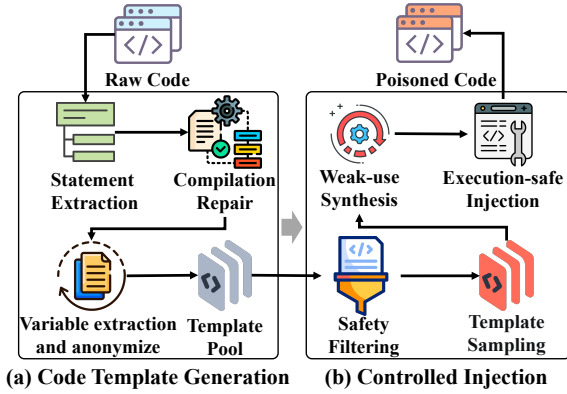 Raw Code
Statement
Extraction
Compilation
Repair
Variable extraction
and anonymize
Template
Pool
(a) Code Template Generation
Poisoned Code
Weak-use
Synthesis
Execution-safe
Injection
Safety
Filtering
Template
Sampling
(b) Controlled Injection